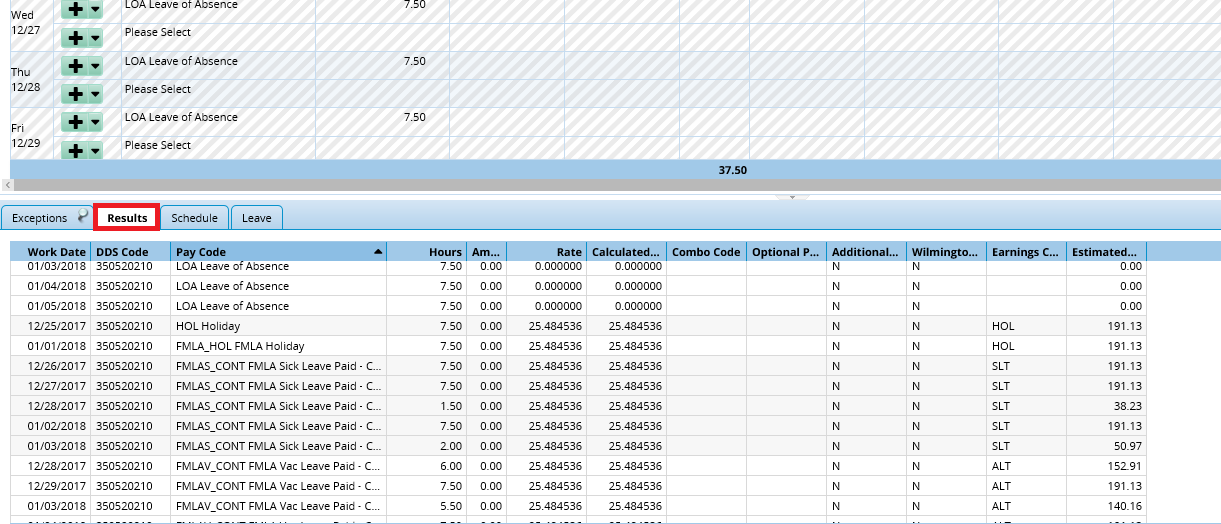 LOA Leave of Absence 7.50
Wed
12/27
Please Select
LOA Leave of Absence 7.50
Thu
12/28
Please Select
LOA Leave of Absence 7.50
Fri
12/29
Please Select
37.50
Exceptions Results Schedule Leave
Work Date DDS Code Pay Code Hours Am... Rate Calculated... Combo Code Optional P... Additional... Wilmingto... Earnings C... Estimated...
01/03/2018 350520210 LOA Leave of Absence 7.50 0.00 0.000000 0.000000 N N 0.00
01/04/2018 350520210 LOA Leave of Absence 7.50 0.00 0.000000 0.000000 N N 0.00
01/05/2018 350520210 LOA Leave of Absence 7.50 0.00 0.000000 0.000000 N N 0.00
12/25/2017 350520210 HOL Holiday 7.50 0.00 25.484536 25.484536 N N HOL 191.13
01/01/2018 350520210 FMLA_HOL FMLA Holiday 7.50 0.00 25.484536 25.484536 N N HOL 191.13
12/26/2017 350520210 FMLAS_CONT FMLA Sick Leave Paid - C... 7.50 0.00 25.484536 25.484536 N N SLT 191.13
12/27/2017 350520210 FMLAS_CONT FMLA Sick Leave Paid - C... 7.50 0.00 25.484536 25.484536 N N SLT 191.13
12/28/2017 350520210 FMLAS_CONT FMLA Sick Leave Paid - C... 1.50 0.00 25.484536 25.484536 N N SLT 38.23
01/02/2018 350520210 FMLAS_CONT FMLA Sick Leave Paid - C... 7.50 0.00 25.484536 25.484536 N N SLT 191.13
01/03/2018 350520210 FMLAS_CONT FMLA Sick Leave Paid - C... 2.00 0.00 25.484536 25.484536 N N SLT 50.97
12/28/2017 350520210 FMLAV_CONT FMLA Vac Leave Paid - C... 6.00 0.00 25.484536 25.484536 N N ALT 152.91
12/29/2017 350520210 FMLAV_CONT FMLA Vac Leave Paid - C... 7.50 0.00 25.484536 25.484536 N N ALT 191.13
01/03/2018 350520210 FMLAV_CONT FMLA Vac Leave Paid - C... 5.50 0.00 25.484536 25.484536 N N ALT 140.16